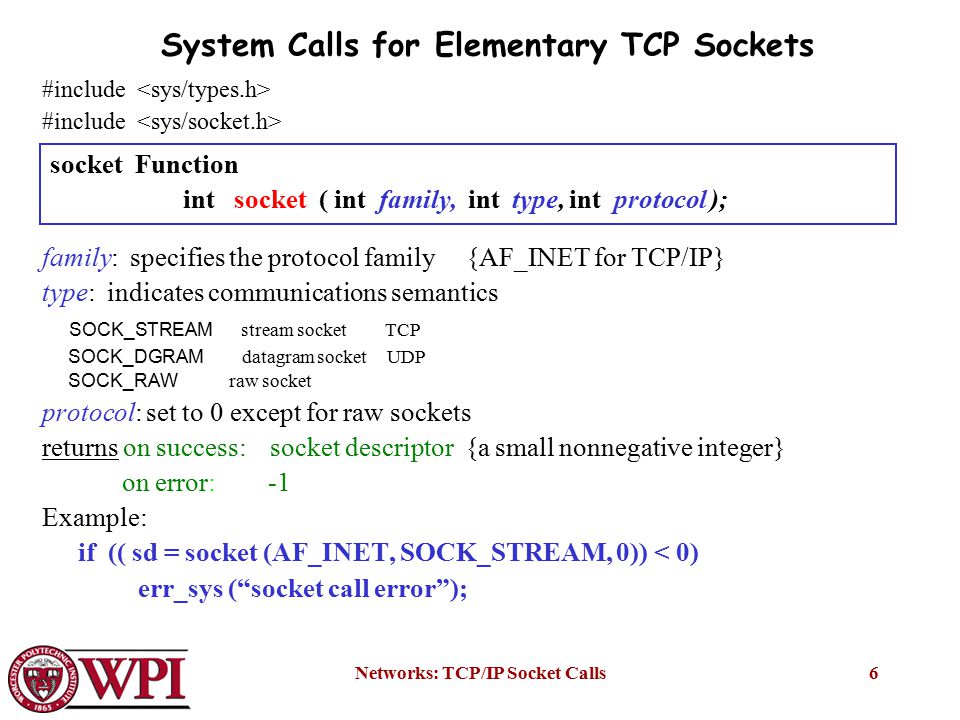 System Calls for Elementary TCP Sockets
#include <sys/types.h>
#include <sys/socket.h>
socket Function
int socket ( int family, int type, int protocol );
family: specifies the protocol family {AF_INET for TCP/IP}
type: indicates communications semantics
SOCK_STREAM stream socket TCP
SOCK_DGRAM datagram socket UDP
SOCK_RAW raw socket
protocol: set to 0 except for raw sockets
returns on success: socket descriptor {a small nonnegative integer}
on error: -1
Example:
if (( sd = socket (AF_INET, SOCK_STREAM, 0)) < 0)
err_sys (“socket call error”);
WORCESTER POLYTECHNIC INSTITUTE
1865
WPI
Networks: TCP/IP Socket Calls 6